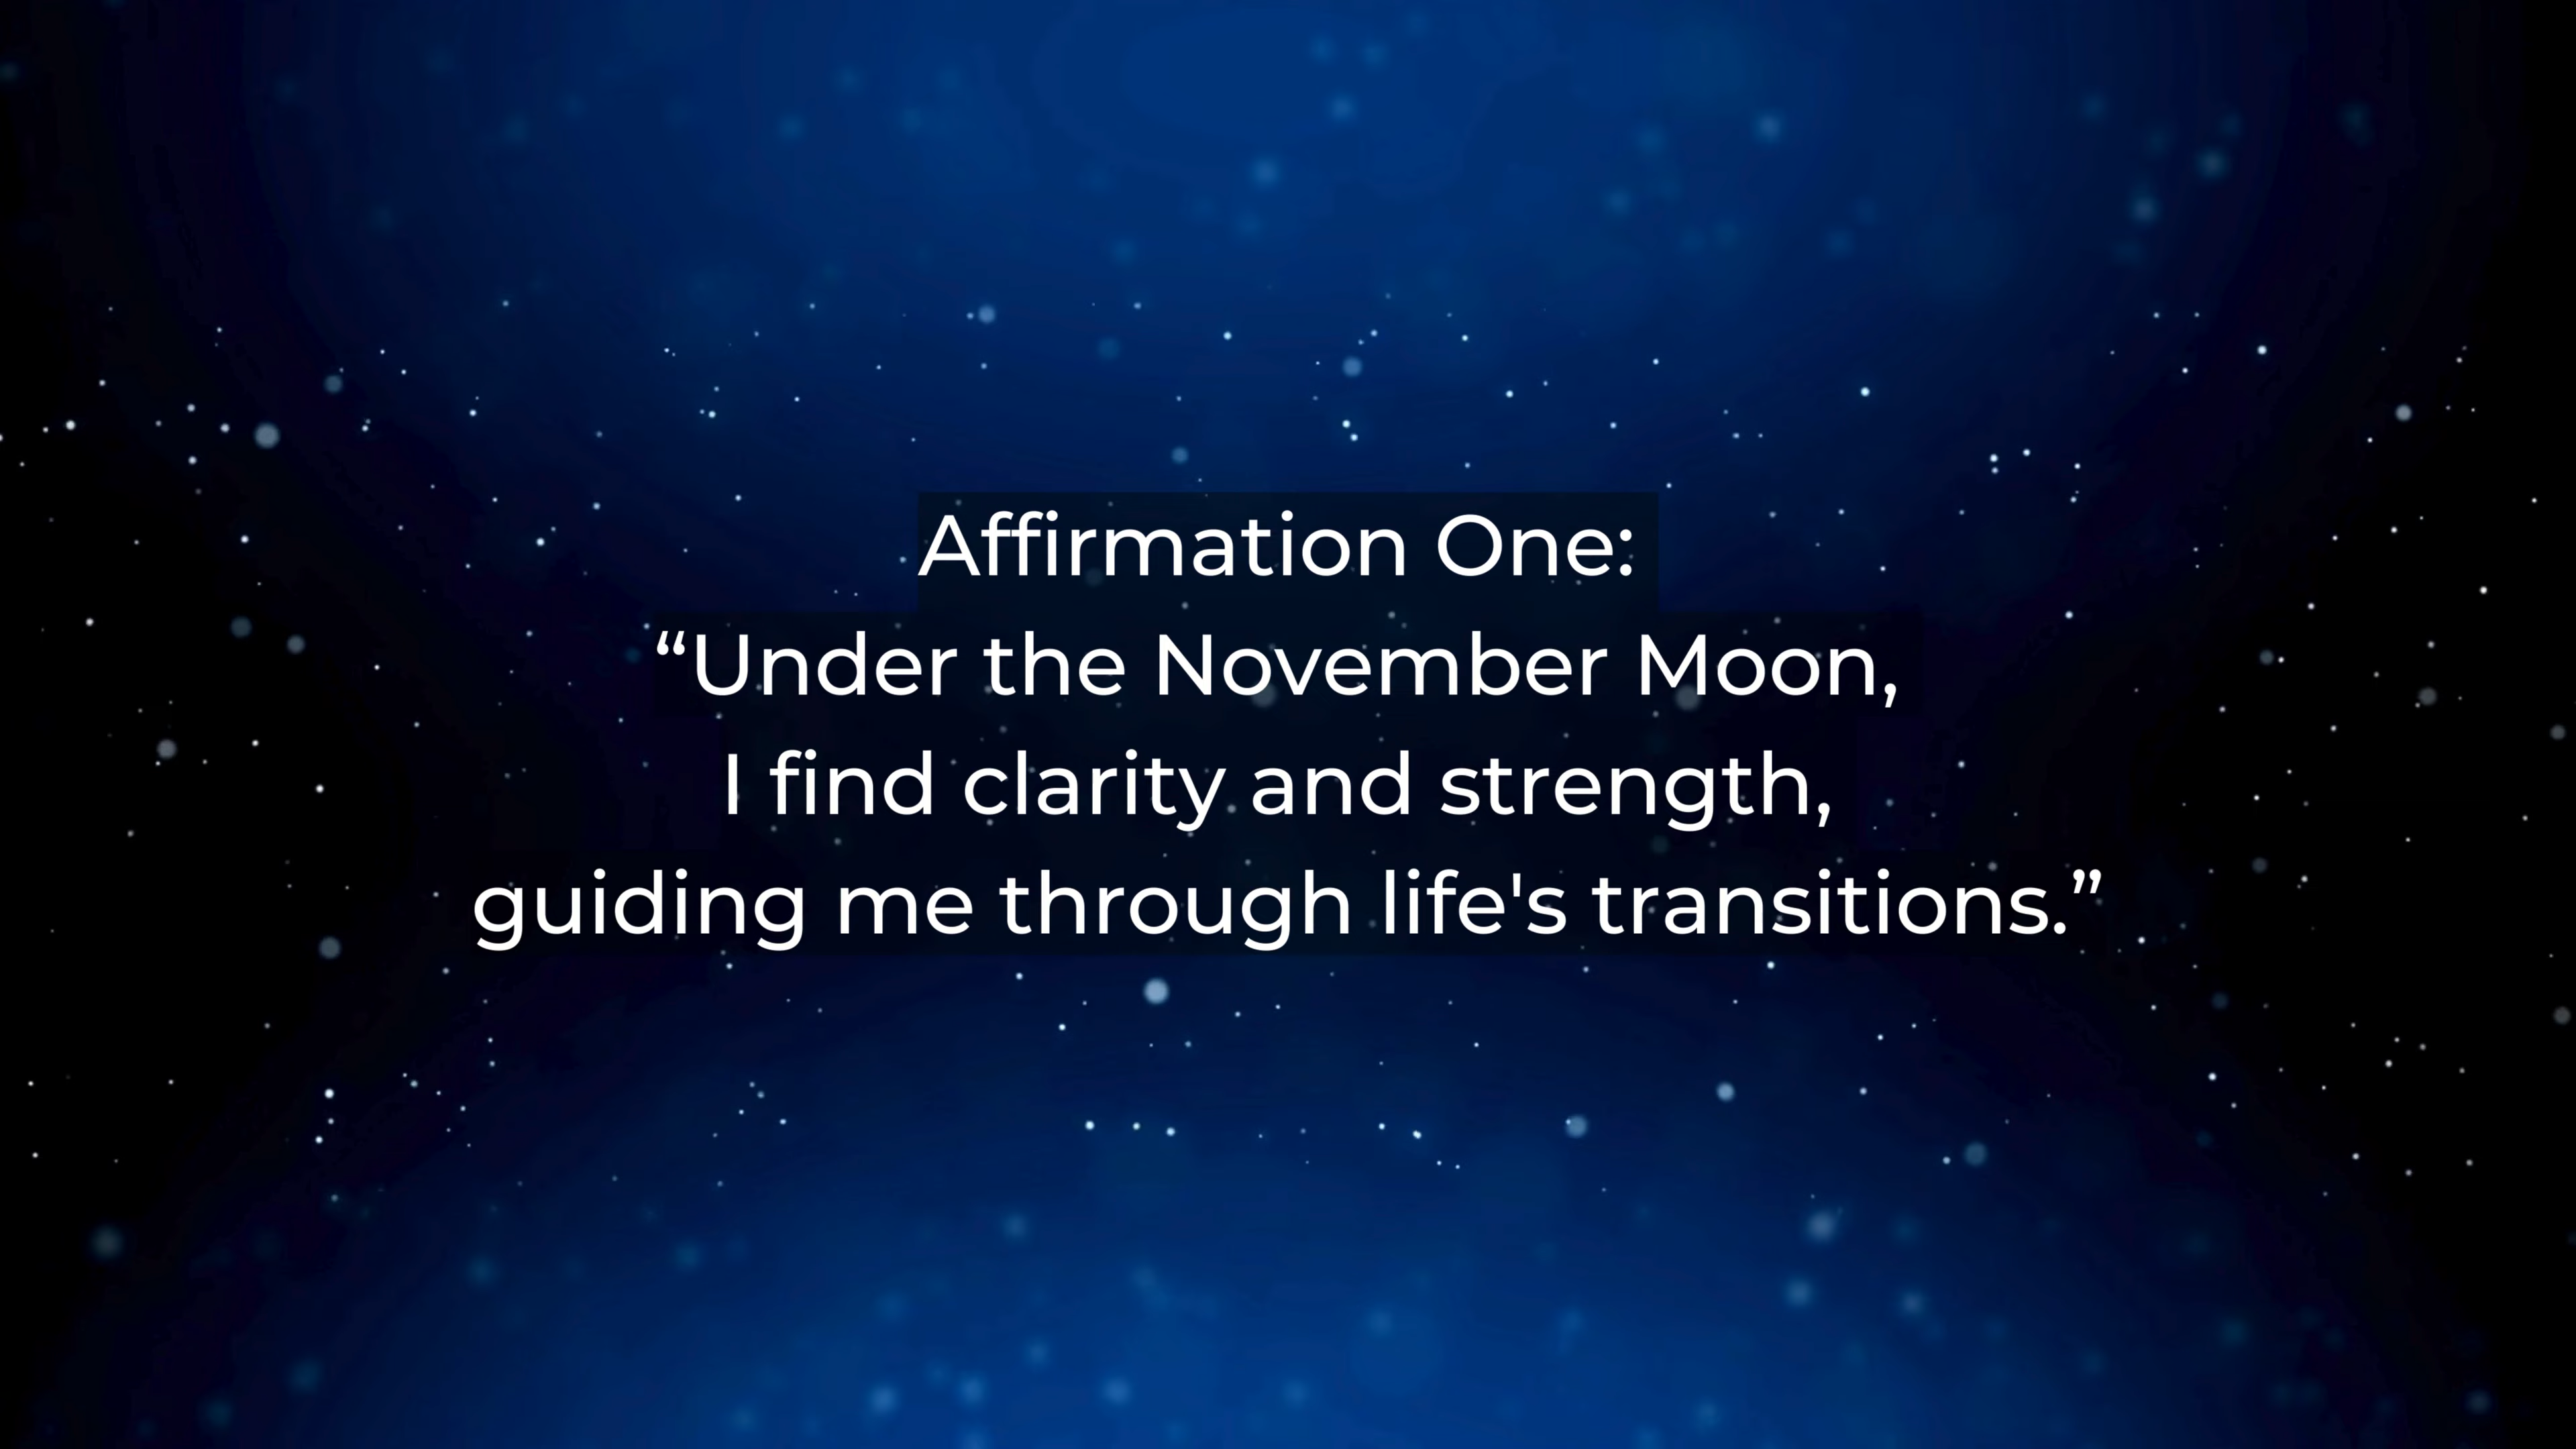 Affirmation One:
“Under the November Moon,
I find clarity and strength,
guiding me through life's transitions.”